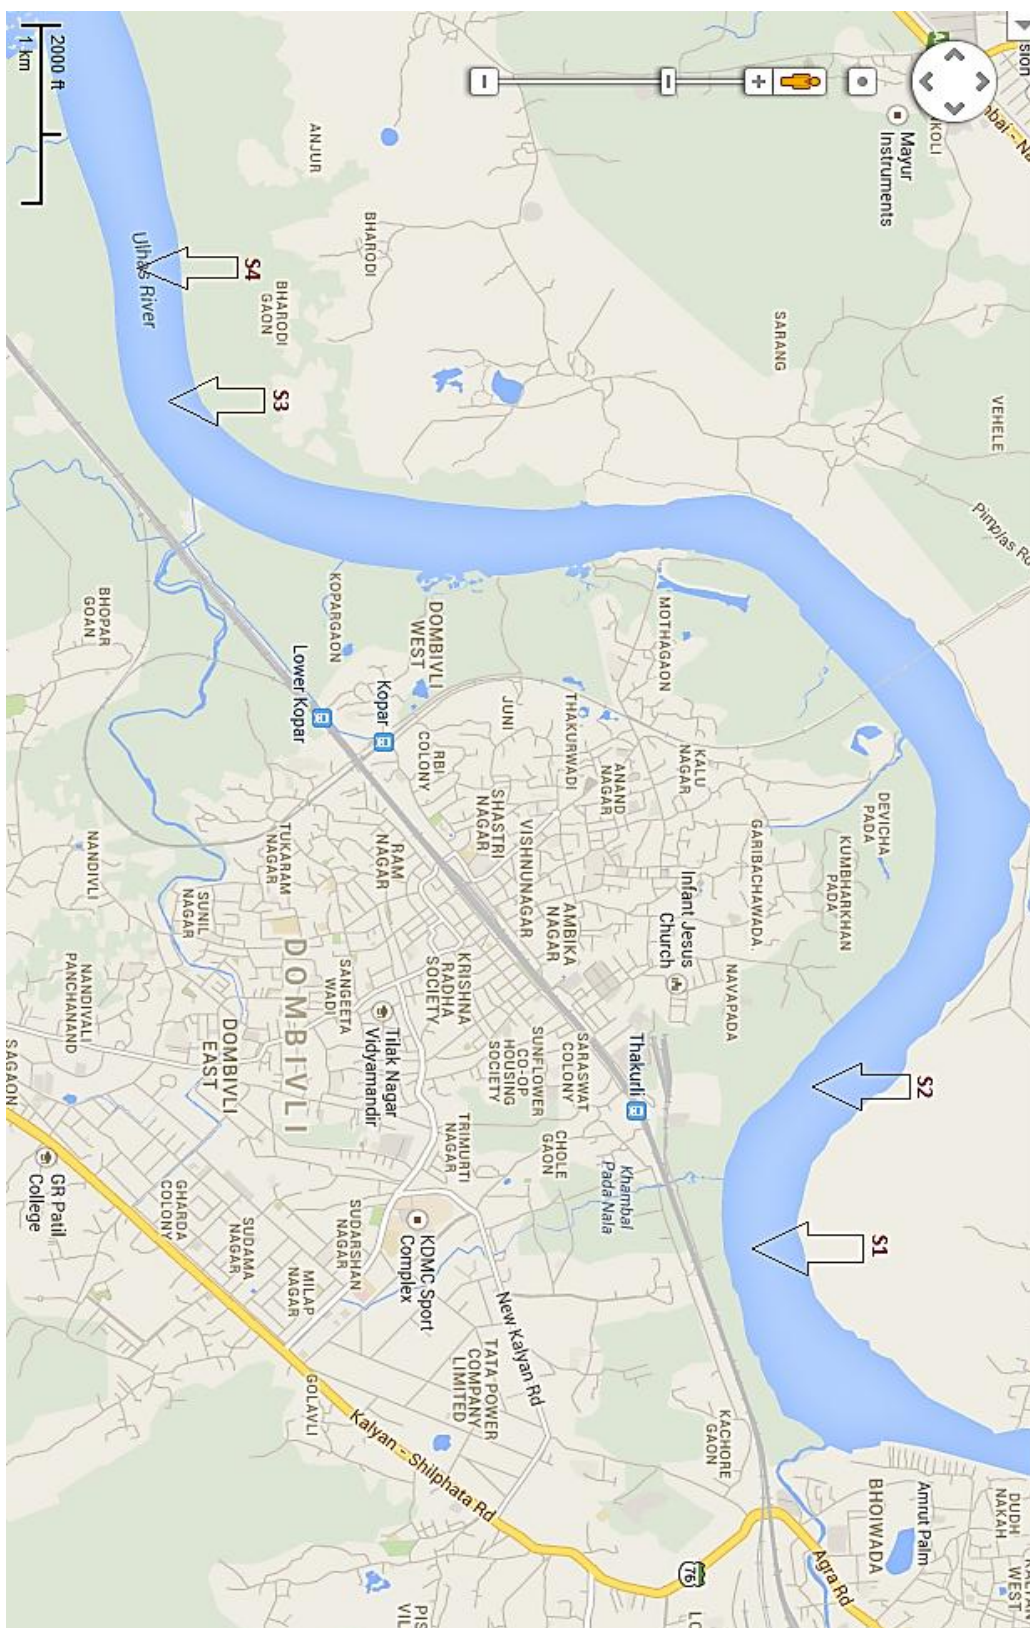 VEHELE
Pimplas Rd
DUDH
NAKAH
KALYAN
WEST
Mayur
Instruments
S2
Amrut Palm
DEVICHA
PADA
S1
BHOIWADA
KUMBHARKHAN
PADA
Agra Rd
SARANG
GARIBACHAWADA
NAVAPADA
KACHORE
GAON
KALU
NAGAR
Infant Jesus
Church
76
MOTHAGAON
Thakurli
Khambal
Pada Nala
ANAND
NAGAR
THAKURWADI
AMBIKA
NAGAR
SARASWAT
COLONY
CHOLE
GAON
JUNI
VISHNUNAGAR
SUNFLOWER
CO-OP
HOUSING
SOCIETY
New Kalyan Rd
SHASTRI
NAGAR
TATA POWER
COMPANY
LIMITED
DOMBIVLI
WEST
RBI
COLONY
KRISHNA
RADHA
SOCIETY
TRIMURTI
NAGAR
KDMC Sport
Complex
Kalyan - Shilphata Rd
BHARODI
Kopar
RAM
NAGAR
Tilak Nagar
Vidyamandir
SUDARSHAN
NAGAR
ANJUR
KOPARGAON
SANGEETA
WADI
MILAP
NAGAR
GOLAVLI
Lower Kopar
DOMBIVLI
TUKARAM
NAGAR
S4
S3
BHARODI
GAON
SUDAMA
NAGAR
DOMBIVLI
EAST
SUNIL
NAGAR
GHARDA
COLONY
Ulhas River
BHOPAR
GOAN
NANDIVLI
NANDIVALI
PANCHANAND
GR Patil
College
2000 ft
1 km
SAGAON